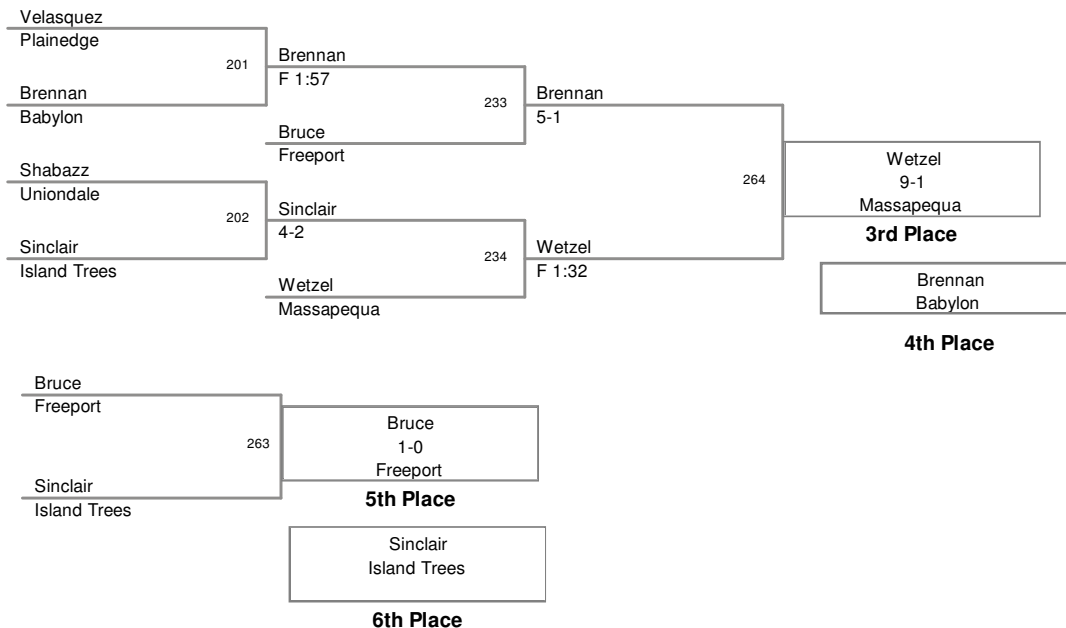 Velasquez
Plainedge
201
Brennan
F 1:57
Brennan
Babylon
233
Brennan
5-1
Bruce
Freeport
Shabazz
Uniondale
202
Sinclair
4-2
264
Wetzel
9-1
Massapequa
3rd Place
Sinclair
Island Trees
234
Wetzel
F 1:32
Wetzel
Massapequa
Brennan
Babylon
4th Place
Bruce
Freeport
263
Bruce
1-0
Freeport
5th Place
Sinclair
Island Trees
Sinclair
Island Trees
6th Place